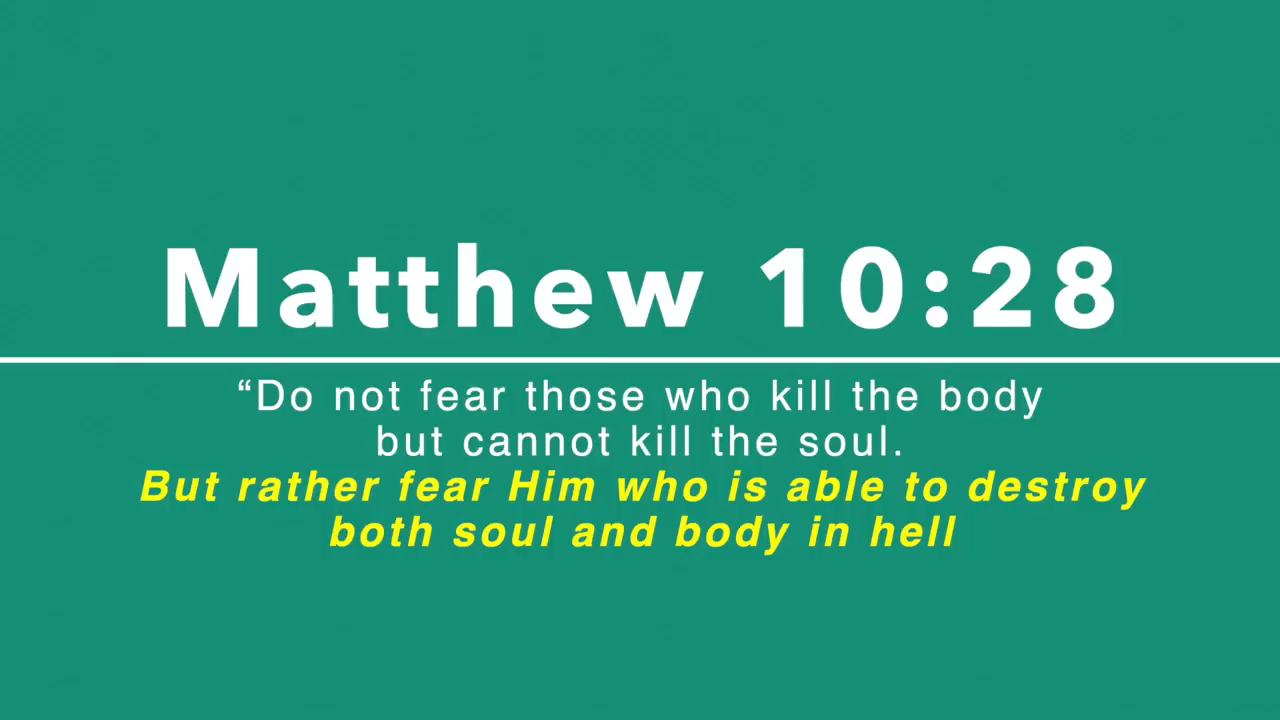 Matthew 10:28
“Do not fear those who kill the body
but cannot kill the soul.
But rather fear Him who is able to destroy
both soul and body in hell